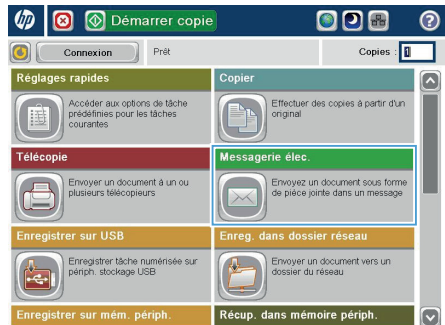 hp Démarrer copie ?
Connexion Prêt Copies : 1
Réglages rapides
Accéder aux options de tâche
prédéfinies pour les tâches
courantes
Copier
Effectuer des copies à partir d'un
original
Télécopie
Envoyer un document à un ou
plusieurs télécopieurs
Messagerie élec.
Envoyez un document sous forme
de pièce jointe dans un message
Enregistrer sur USB
Enregistrer tâche numérisée sur
périph. stockage USB
Enreg. dans dossier réseau
Envoyer un document vers un
dossier du réseau
Enregistrer sur mém. périph.
Récup. dans mémoire périph.